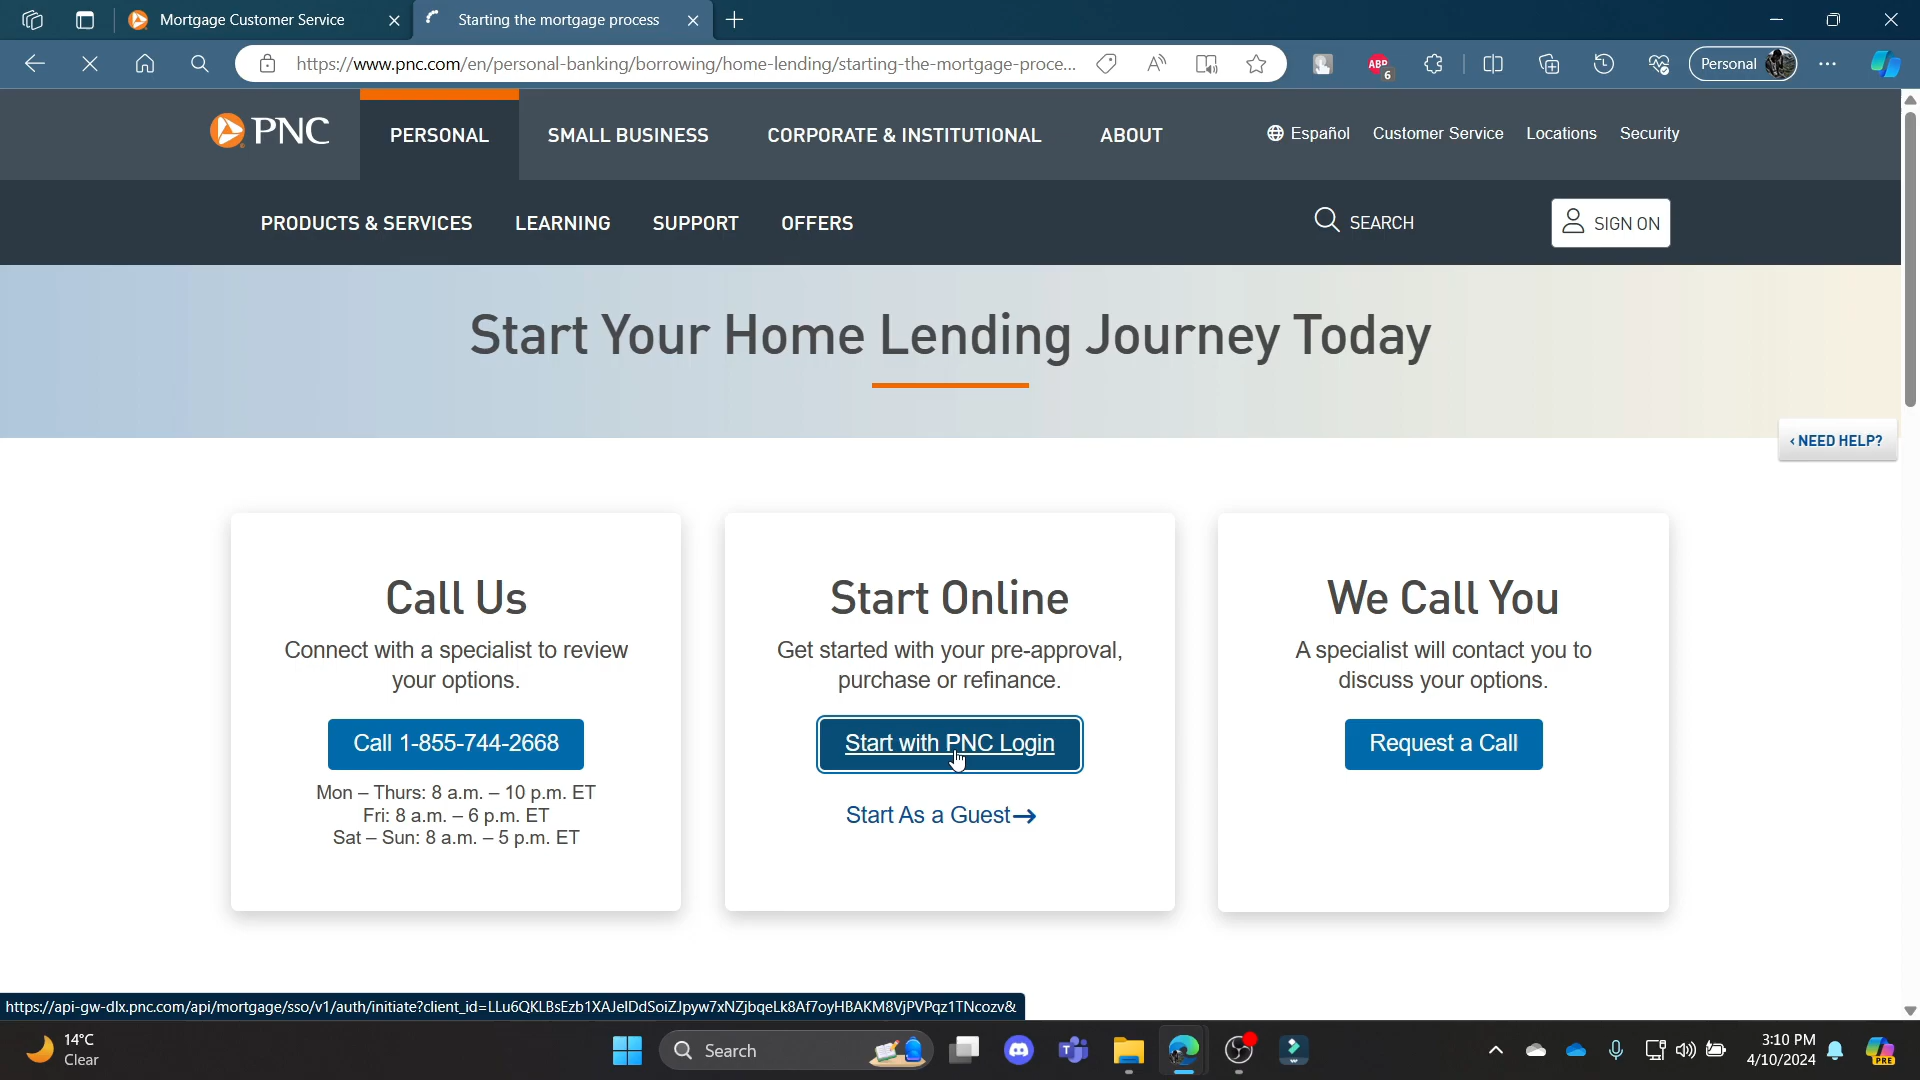 Mortgage Customer Service
Starting the mortgage process
https://www.pnc.com/en/personal-banking/borrowing/home-lending/starting-the-mortgage-proce...
ABP
6
Personal
PNC
PERSONAL
SMALL BUSINESS
CORPORATE & INSTITUTIONAL
ABOUT
Español
Customer Service
Locations
Security
PRODUCTS & SERVICES
LEARNING
SUPPORT
OFFERS
SEARCH
SIGN ON
Start Your Home Lending Journey Today
‹ NEED HELP?
Call Us
Connect with a specialist to review
your options.
Call 1-855-744-2668
Mon – Thurs: 8 a.m. – 10 p.m. ET
Fri: 8 a.m. – 6 p.m. ET
Sat – Sun: 8 a.m. – 5 p.m. ET
Start Online
Get started with your pre-approval,
purchase or refinance.
Start with PNC Login
Start As a Guest→
We Call You
A specialist will contact you to
discuss your options.
Request a Call
https://api-gw-dlx.pnc.com/api/mortgage/sso/v1/auth/initiate?client_id=LLu6QKLBsEzb1XAJeIDdSoiZJpyw7xNZjbqeLk8Af7oyHBAKM8VjPVPqz1TNcozv&
14°C
Clear
Search
3:10 PM
4/10/2024
PRE